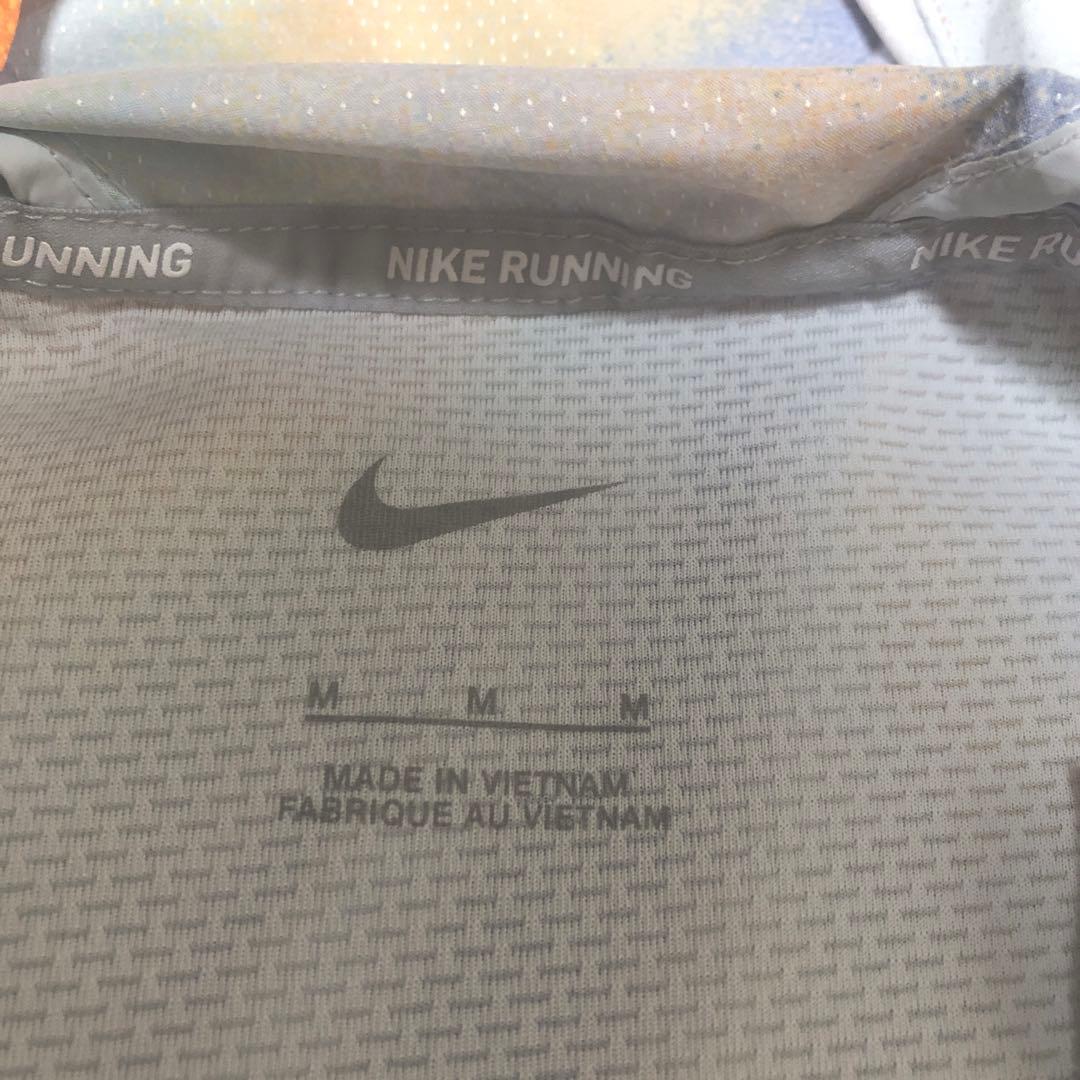 UNNING NIKE RUNNING NIKE RU
M M M
MADE IN VIETNAM
FABRIQUE AU VIETNAM